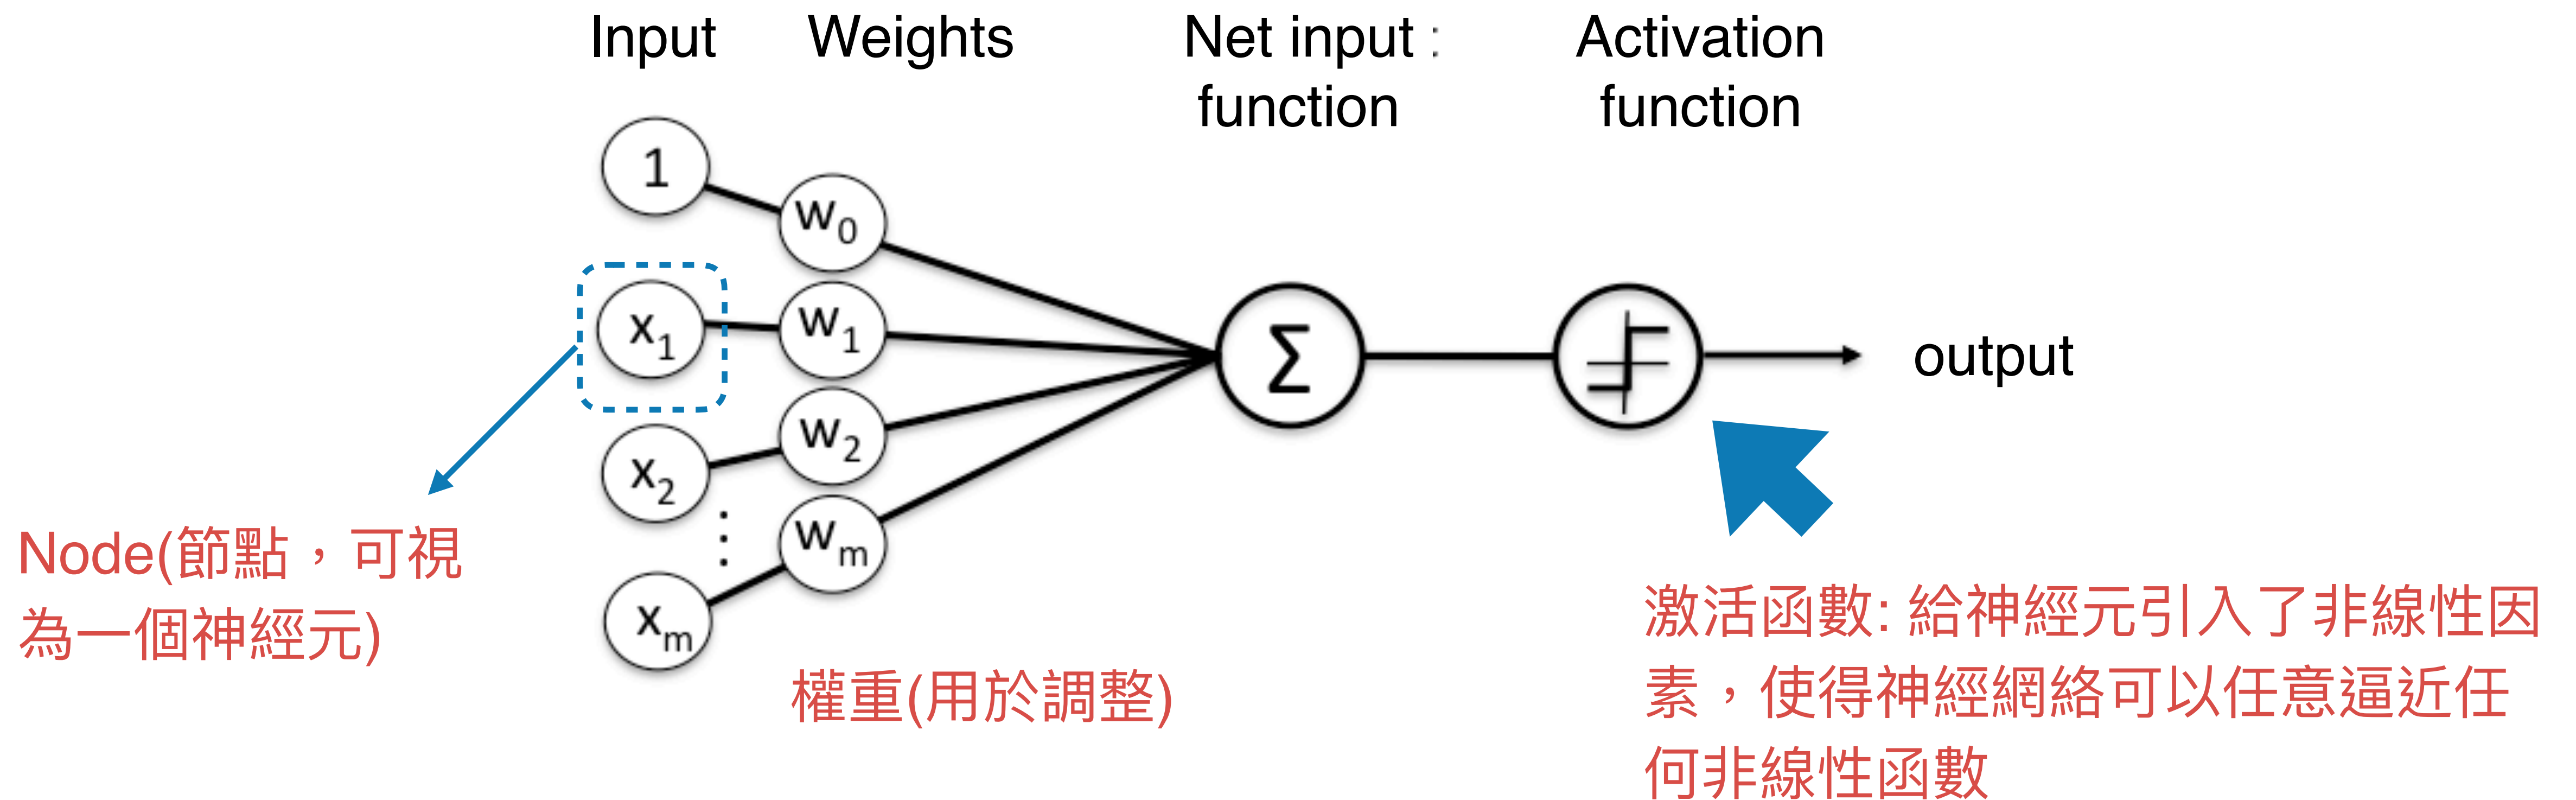 Input
Weights
Net input :
function
Activation
function
1
w0
x1
w1
x2
w2
⋮
xm
wm
Σ
output
Node(節點，可視
為一個神經元)
權重(用於調整)
激活函數: 給神經元引入了非線性因
素，使得神經網絡可以任意逼近任
何非線性函數